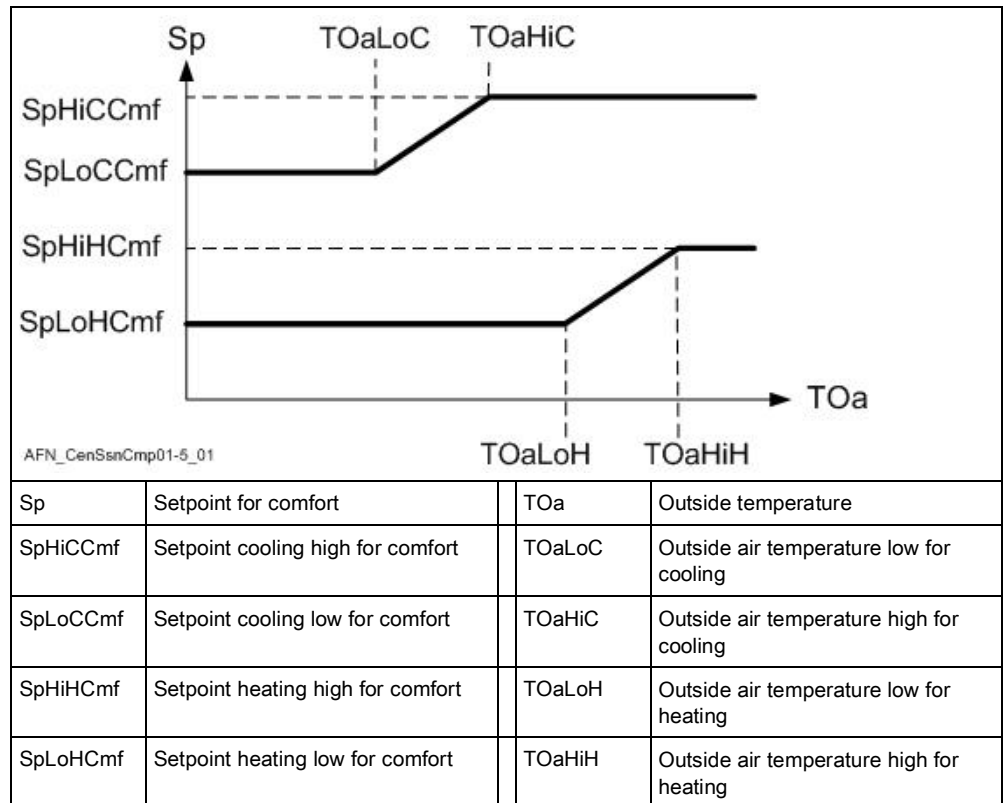 Sp TOaLoC TOaHiC
SpHiCCmf
SpLoCCmf
SpHiHCmf
SpLoHCmf
TOa
AFN_CenSsnCmp01-5_01 TOaLoH TOaHiH
Sp Setpoint for comfort TOa Outside temperature
SpHiCCmf Setpoint cooling high for comfort TOaLoC Outside air temperature low for
cooling
SpLoCCmf Setpoint cooling low for comfort TOaHiC Outside air temperature high for
cooling
SpHiHCmf Setpoint heating high for comfort TOaLoH Outside air temperature low for
heating
SpLoHCmf Setpoint heating low for comfort TOaHiH Outside air temperature high for
heating